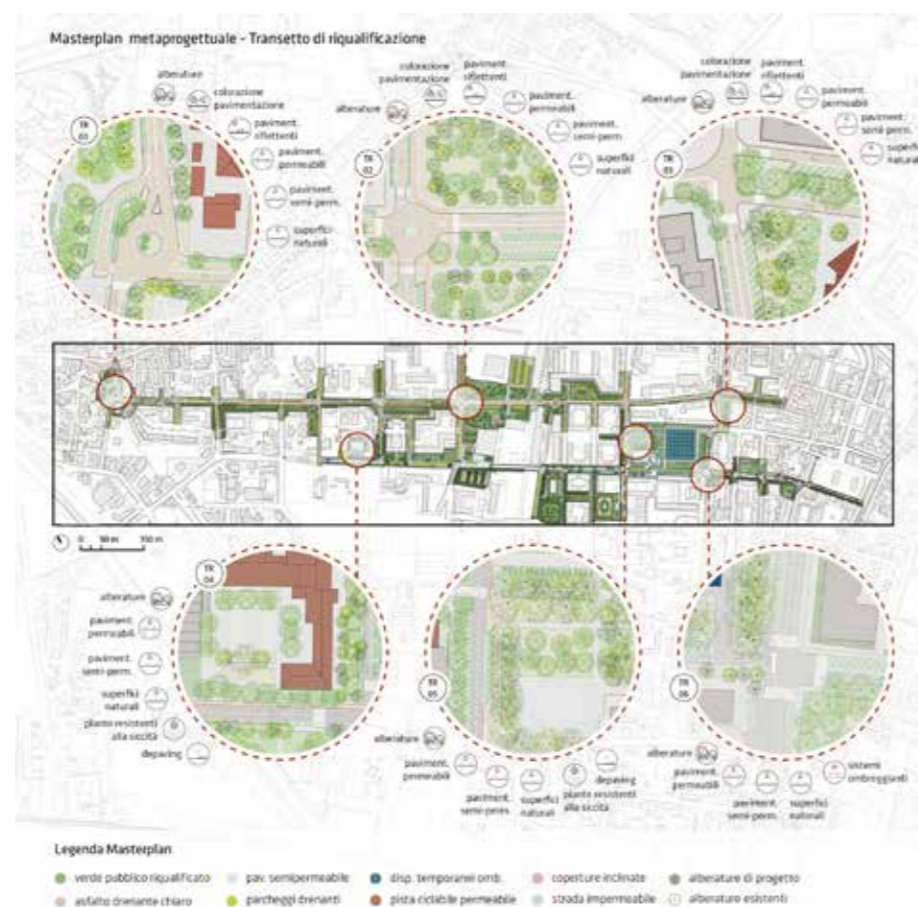 Masterplan metaprogettuale - Transetto di riqualificazione
alberature
colorazione
pavimentazione
paviment.
riflettenti
paviment.
permeabili
paviment.
semi-perm.
superfici
naturali
TR
01
alberature
colorazione
pavimentazione
paviment.
riflettenti
paviment.
permeabili
paviment.
semi-perm.
superfici
naturali
TR
02
alberature
colorazione
pavimentazione
paviment.
riflettenti
paviment.
permeabili
paviment.
semi-perm.
superfici
naturali
TR
03
0 50 m 150 m
TR
04
alberature
paviment.
permeabili
paviment.
semi-perm.
superfici
naturali
piante resistenti
alla siccità
depaving
TR
05
alberature
paviment.
permeabili
paviment.
semi-perm.
superfici
naturali
piante resistenti
alla siccità
depaving
TR
06
alberature
paviment.
permeabili
paviment.
semi-perm.
superfici
naturali
sistemi
ombreggianti
Legenda Masterplan
verde pubblico riqualificato
pav. semipermeabile
disp. temporanei omb.
coperture inclinate
alberature di progetto
asfalto drenante chiaro
parcheggi drenanti
pista ciclabile permeabile
strada impermeabile
alberature esistenti